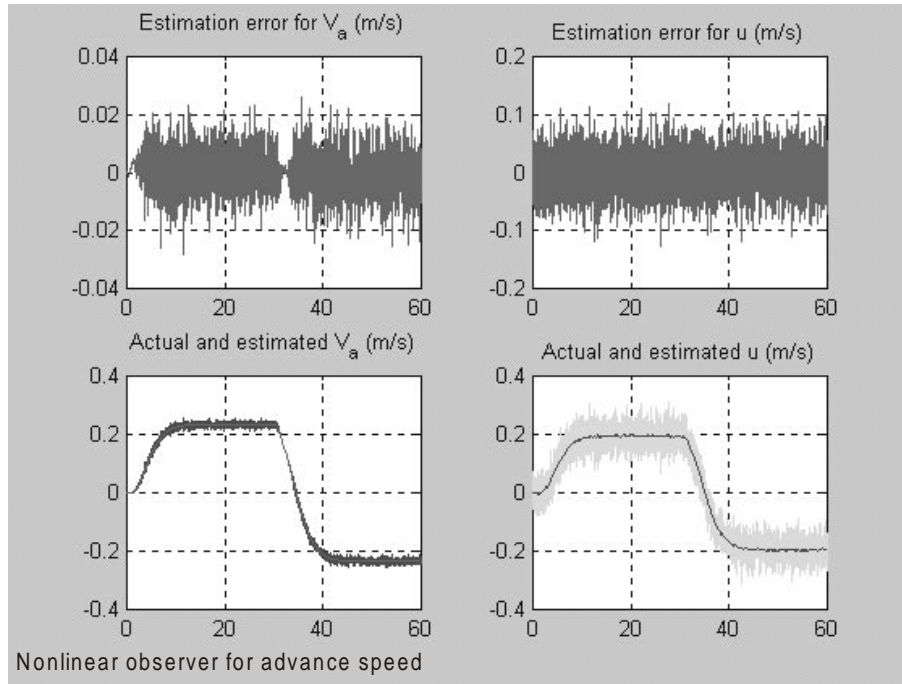 Estimation error for V_a (m/s)
0.04
0.02
0
-0.02
-0.04
0 20 40 60
Estimation error for u (m/s)
0.2
0.1
0
-0.1
-0.2
0 20 40 60
Actual and estimated V_a (m/s)
0.4
0.2
0
-0.2
-0.4
0 20 40 60
Actual and estimated u (m/s)
0.4
0.2
0
-0.2
-0.4
0 20 40 60
Nonlinear observer for advance speed